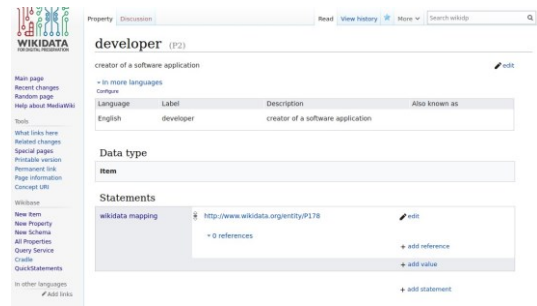 WIKIDATA
FOR DIGITAL PRESERVATION
Main page
Recent changes
Random page
Help about MediaWiki
Tools
What links here
Related changes
Special pages
Printable version
Permanent link
Page information
Concept URI
Wikibase
New Item
New Property
New Schema
All Properties
Query Service
Cradle
QuickStatements
In other languages
Add links
Property Discussion Read View history More Search wikidp
developer (P2)
creator of a software application edit
In more languages
Configure
Language Label Description Also known as
English developer creator of a software application
Data type
Item
Statements
wikidata mapping http://www.wikidata.org/entity/P178 edit
0 references
+ add reference
+ add value
+ add statement